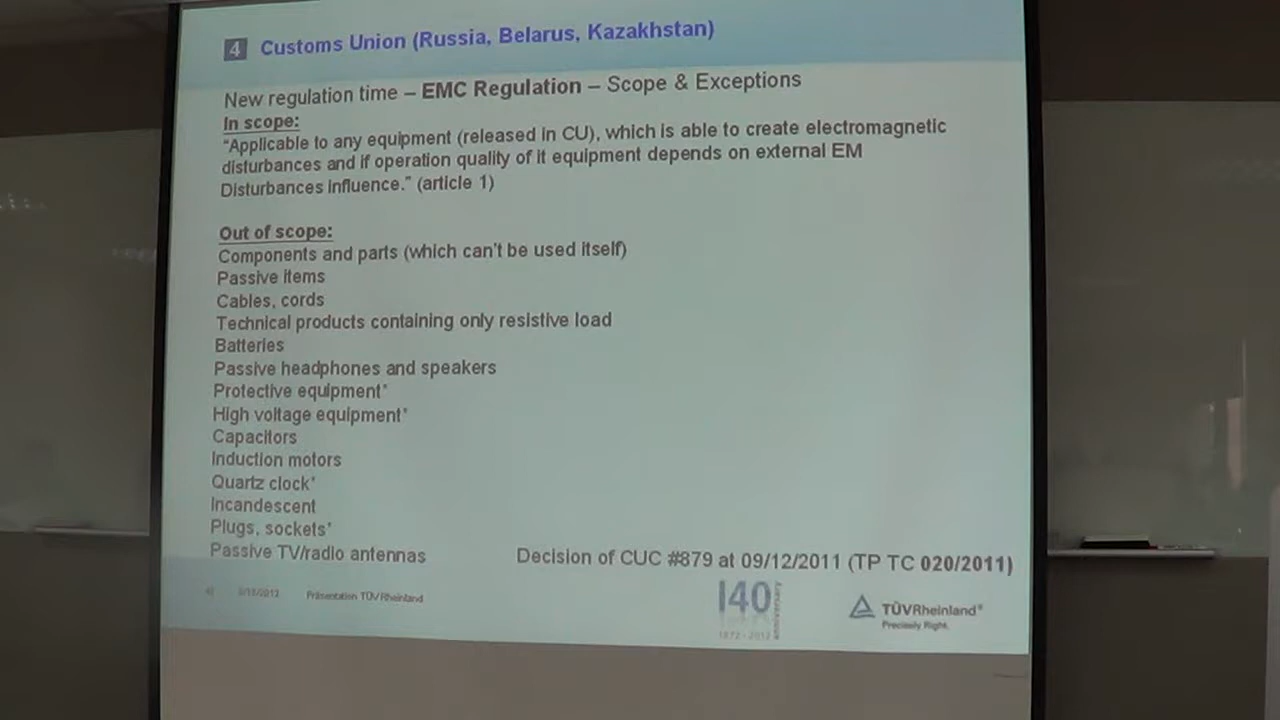 4 Customs Union (Russia, Belarus, Kazakhstan)
New regulation time – EMC Regulation – Scope & Exceptions
In scope:
“Applicable to any equipment (released in CU), which is able to create electromagnetic
disturbances and if operation quality of it equipment depends on external EM
Disturbances influence.” (article 1)
Out of scope:
Components and parts (which can't be used itself)
Passive items
Cables, cords
Technical products containing only resistive load
Batteries
Passive headphones and speakers
Protective equipment*
High voltage equipment*
Capacitors
Induction motors
Quartz clock*
Incandescent
Plugs, sockets*
Passive TV/radio antennas
Decision of CUC #879 at 09/12/2011 (TP TC 020/2011)
Präsentation TÜV Rheinland
140
1872 - 2012
TÜVRheinland®
Precisely Right.